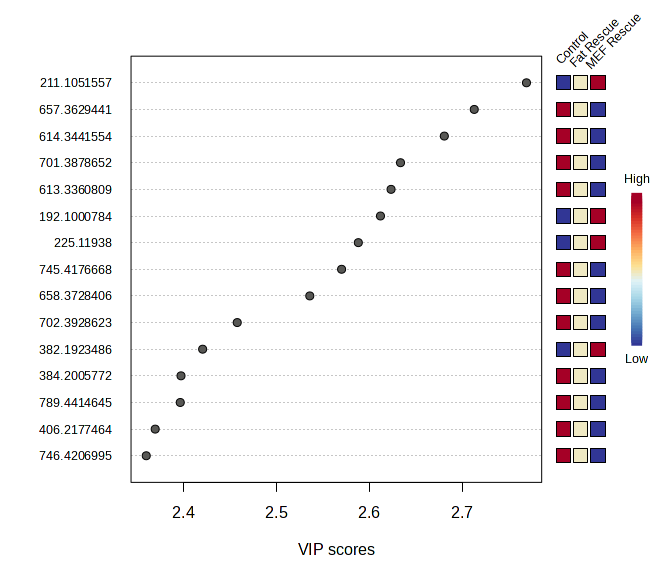 Control
Fat Rescue
MEF Rescue
211.1051557
657.3629441
614.3441554
701.3878652
613.3360809
192.1000784
225.11938
745.4176668
658.3728406
702.3928623
382.1923486
384.2005772
789.4414645
406.2177464
746.4206995
High
Low
2.4 2.5 2.6 2.7
VIP scores